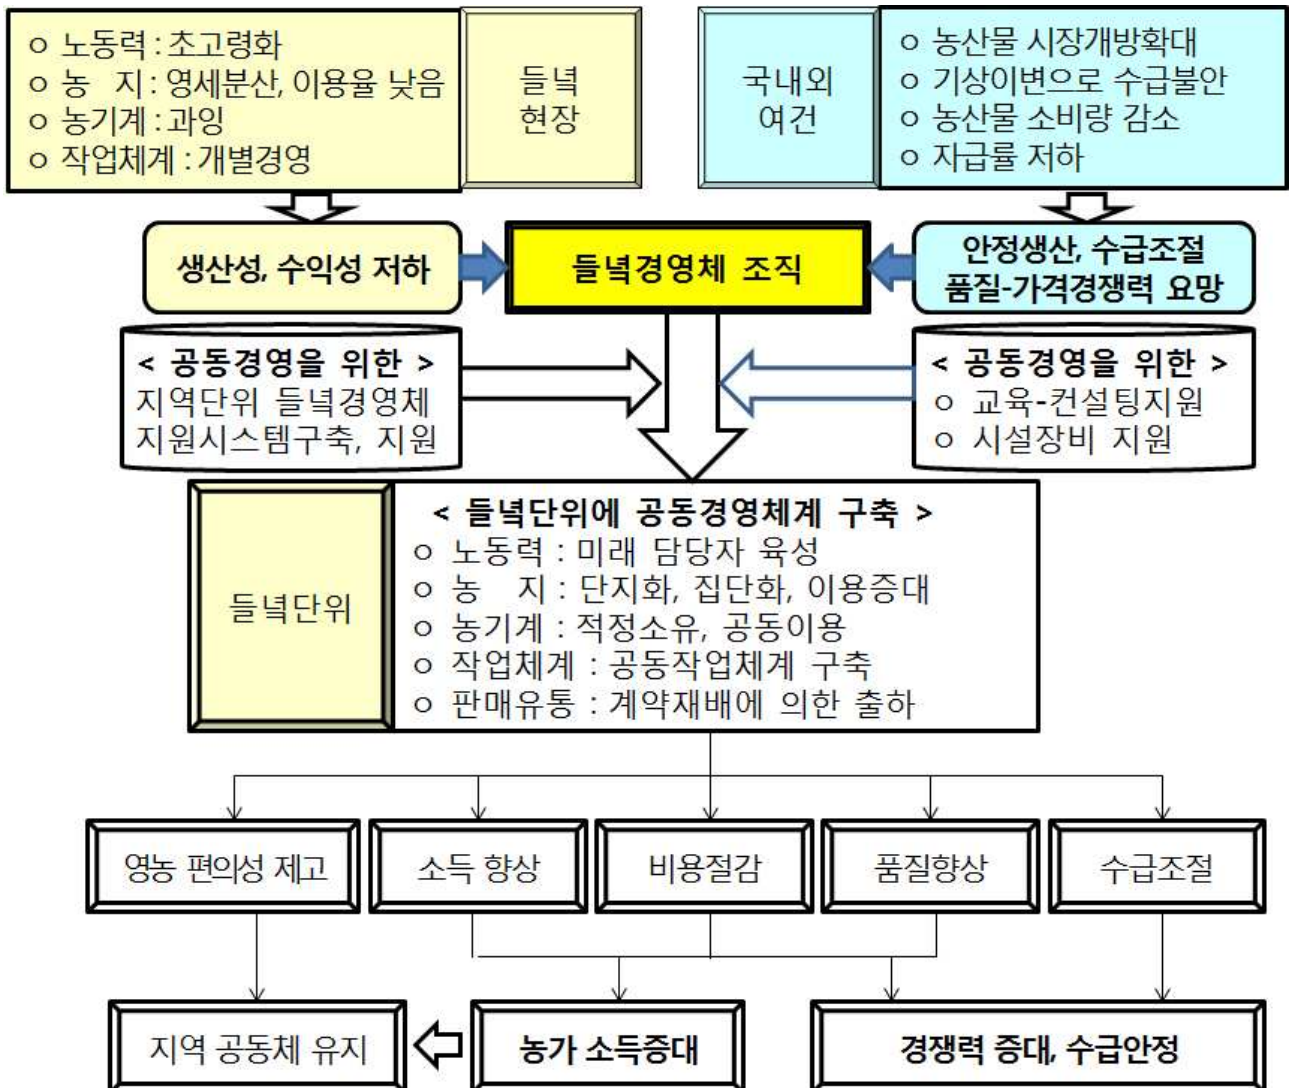 ㅇ 노동력 : 초고령화
ㅇ 농 지 : 영세분산, 이용율 낮음
ㅇ 농기계 : 과잉
ㅇ 작업체계 : 개별경영
들녘
현장
국내외
여건
ㅇ 농산물 시장개방확대
ㅇ 기상이변으로 수급불안
ㅇ 농산물 소비량 감소
ㅇ 자급률 저하
생산성, 수익성 저하
들녘경영체 조직
안정생산, 수급조절
품질-가격경쟁력 요망
< 공동경영을 위한 >
지역단위 들녘경영체
지원시스템구축, 지원
< 공동경영을 위한 >
ㅇ 교육-컨설팅지원
ㅇ 시설장비 지원
들녘단위
< 들녘단위에 공동경영체계 구축 >
ㅇ 노동력 : 미래 담당자 육성
ㅇ 농 지 : 단지화, 집단화, 이용증대
ㅇ 농기계 : 적정소유, 공동이용
ㅇ 작업체계 : 공동작업체계 구축
ㅇ 판매유통 : 계약재배에 의한 출하
영농 편의성 제고
소득 향상
비용절감
품질향상
수급조절
지역 공동체 유지
농가 소득증대
경쟁력 증대, 수급안정